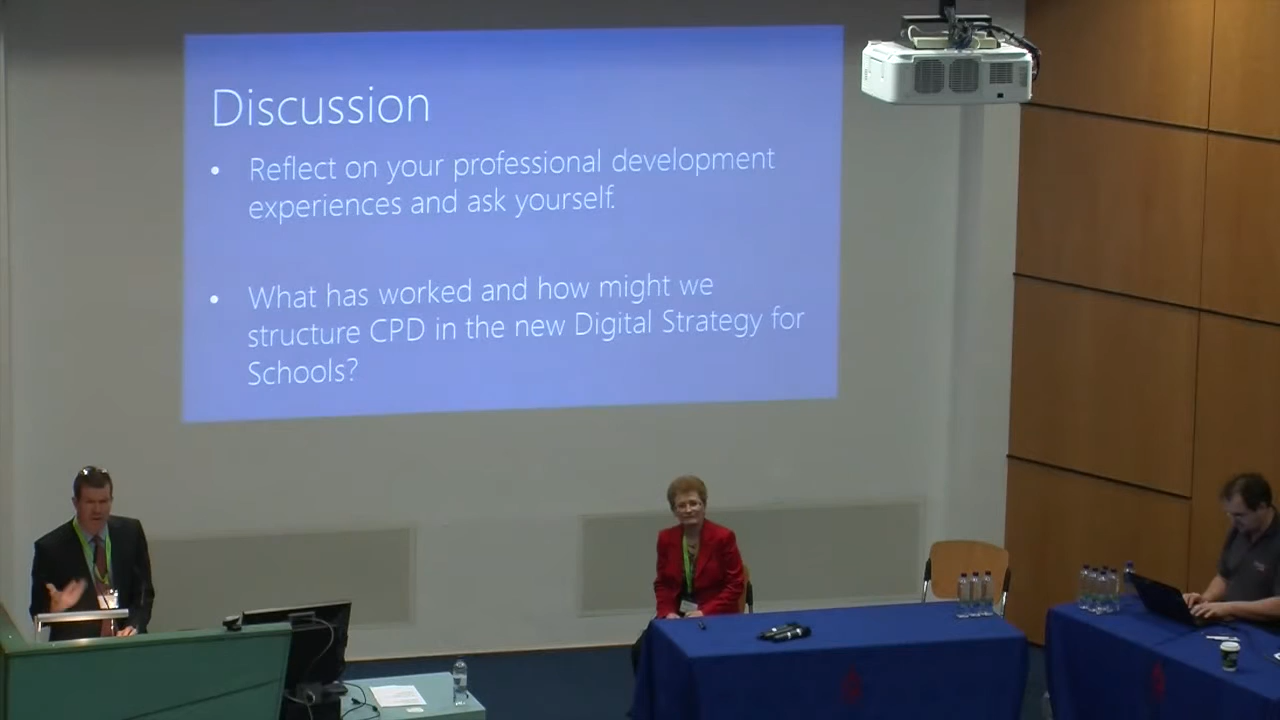 Discussion
• Reflect on your professional development
experiences and ask yourself.
• What has worked and how might we
structure CPD in the new Digital Strategy for
Schools?